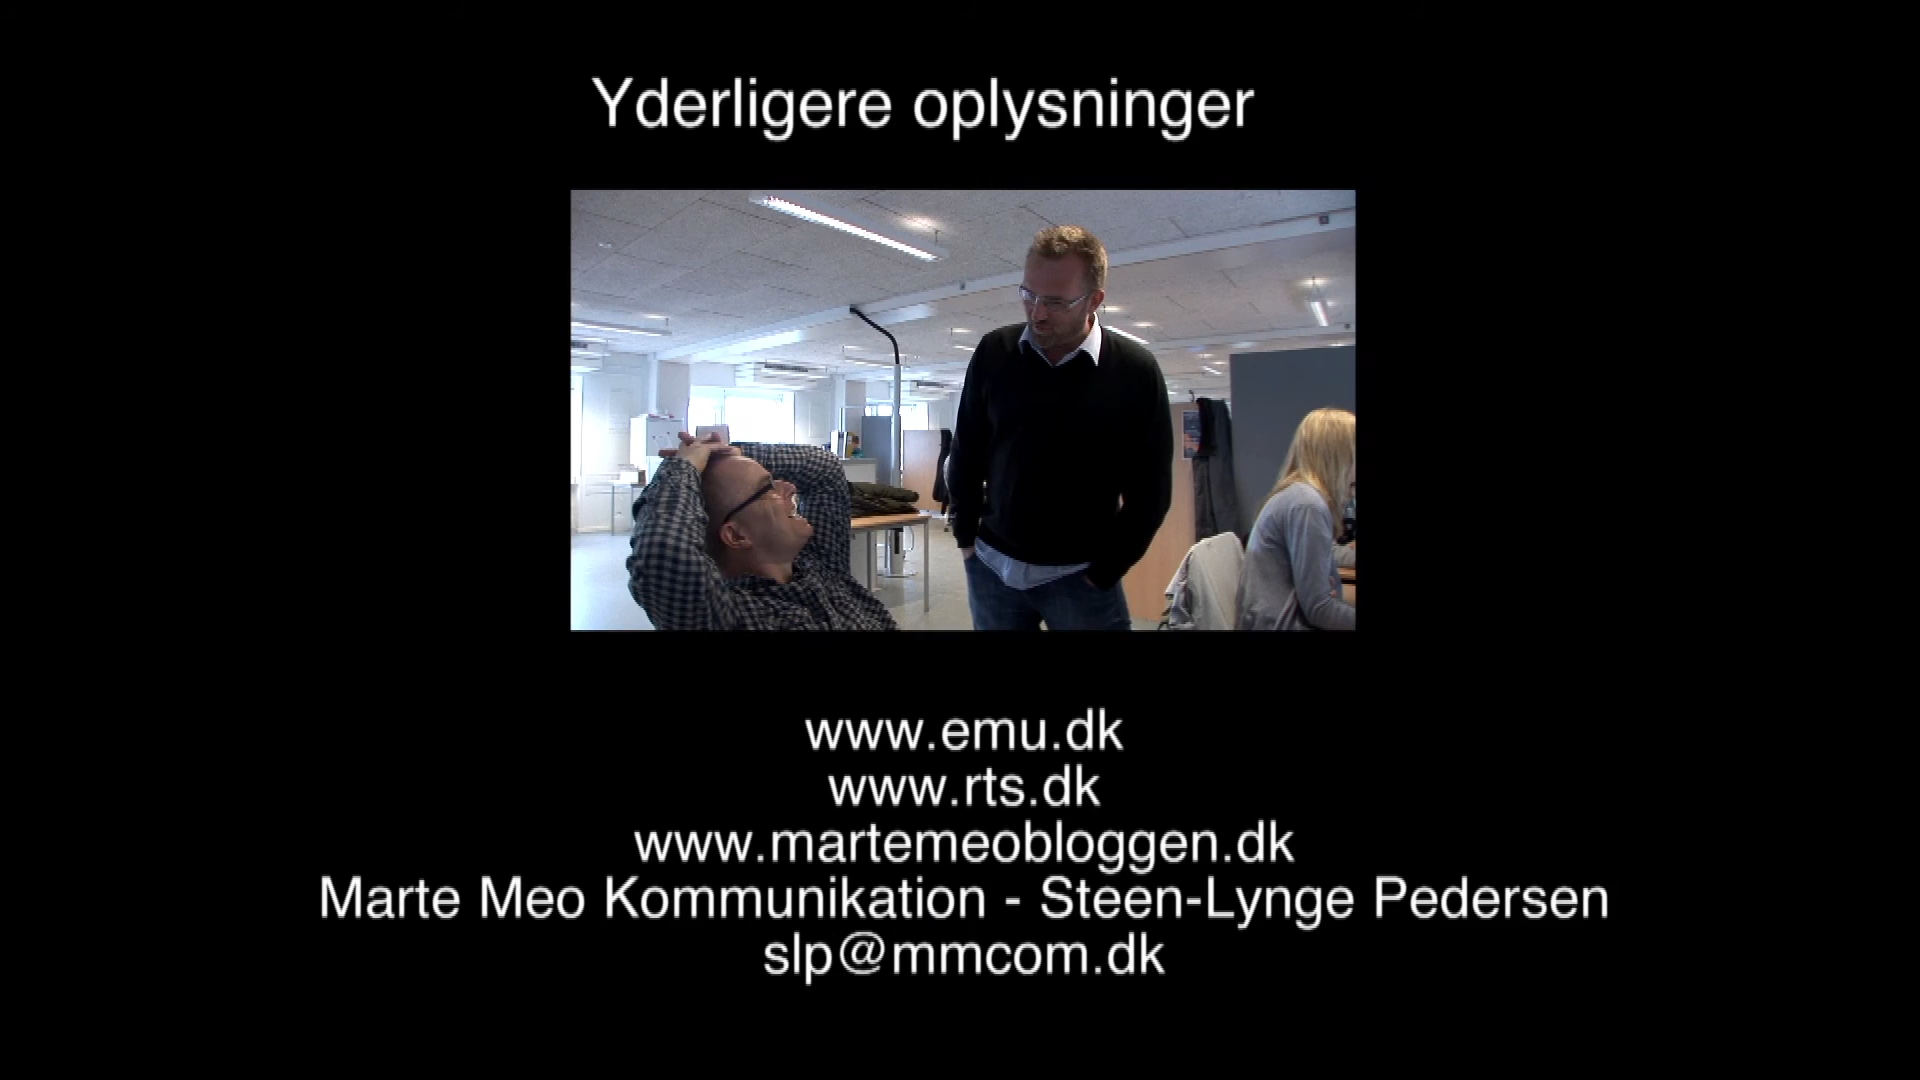 Yderligere oplysninger
www.emu.dk
www.rts.dk
www.martemeobloggen.dk
Marte Meo Kommunikation - Steen-Lynge Pedersen
slp@mmcom.dk